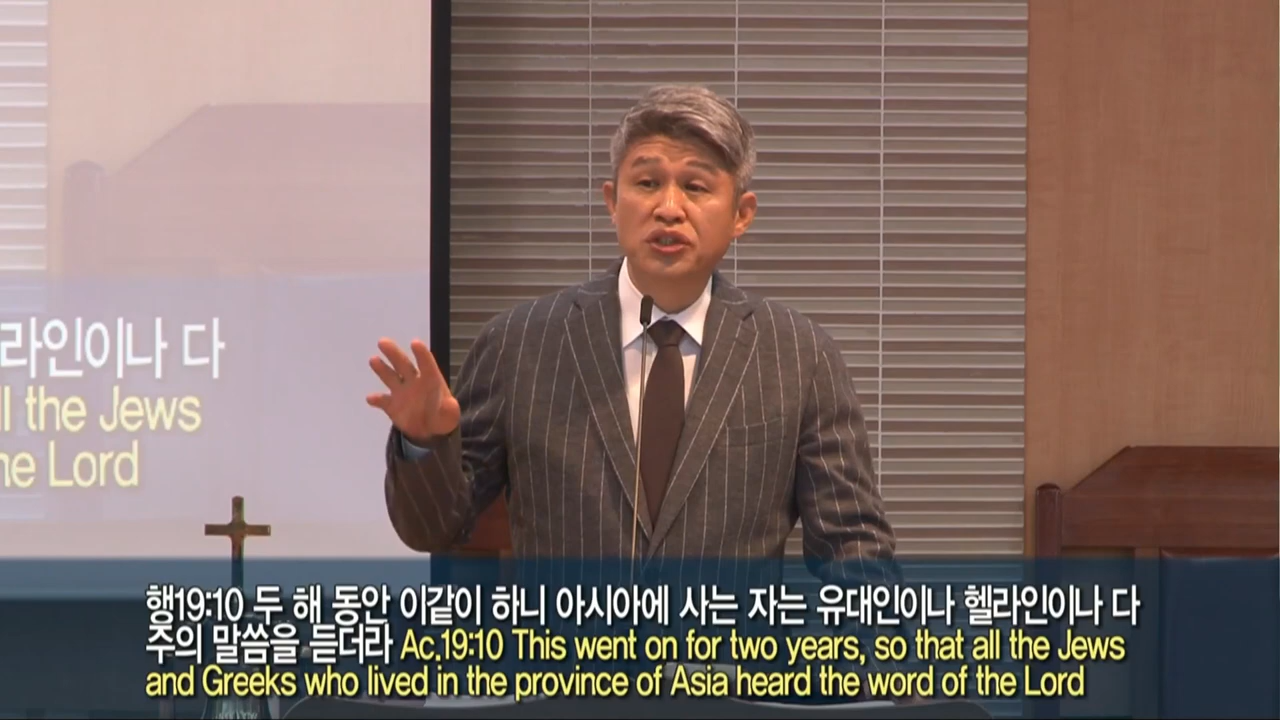 라인이나 다
ll the Jews
he Lord
행19:10 두 해 동안 이같이 하니 아시아에 사는 자는 유대인이나 헬라인이나 다
주의 말씀을 듣더라 Ac,19:10 This went on for two years, so that all the Jews
and Greeks who lived in the province of Asia heard the word of the Lord